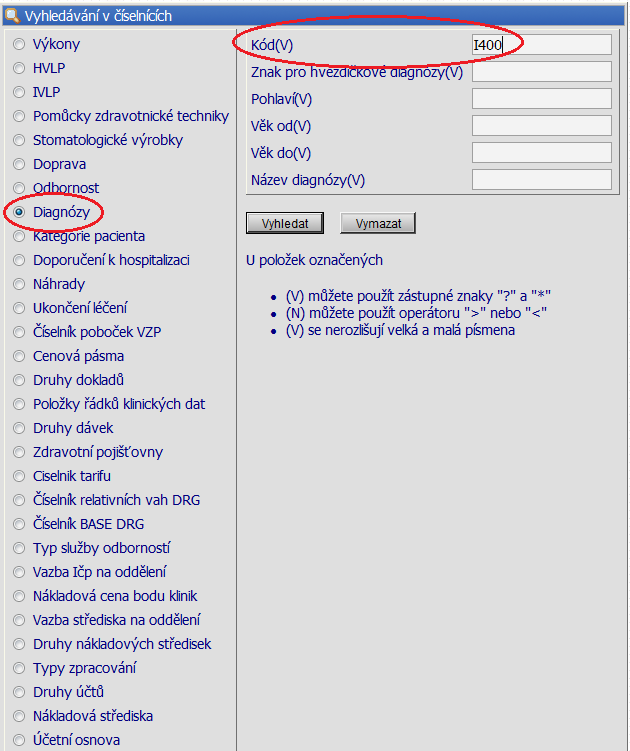 Vyhledávání v číselnících
Výkony
HVLP
IVLP
Pomůcky zdravotnické techniky
Stomatologické výrobky
Doprava
Odbornost
Diagnózy
Kategorie pacienta
Doporučení k hospitalizaci
Náhrady
Ukončení léčení
Číselník poboček VZP
Cenová pásma
Druhy dokladů
Položky řádků klinických dat
Druhy dávek
Zdravotní pojišťovny
Ciselnik tarifu
Číselník relativních vah DRG
Číselník BASE DRG
Typ služby odborností
Vazba Ičp na oddělení
Nákladová cena bodu klinik
Vazba střediska na oddělení
Druhy nákladových středisek
Typy zpracování
Druhy účtů
Nákladová střediska
Účetní osnova
Kód(V) I400
Znak pro hvězdičkové diagnózy(V)
Pohlaví(V)
Věk od(V)
Věk do(V)
Název diagnózy(V)
Vyhledat Vymazat
U položek označených
(V) můžete použít zástupné znaky "?" a "*"
(N) můžete použít operátoru ">" nebo "<"
(V) se nerozlišují velká a malá písmena